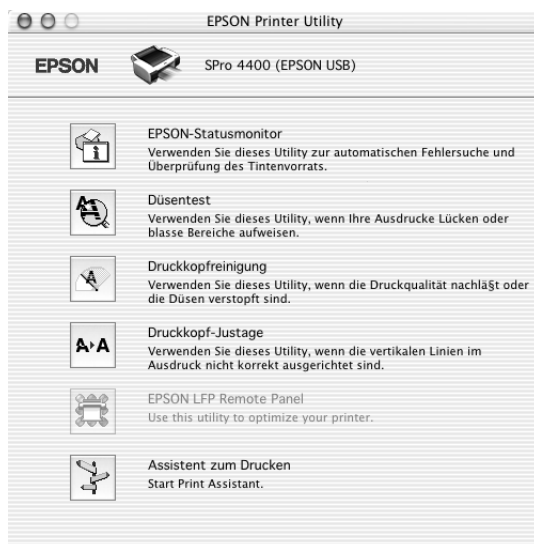 EPSON Printer Utility
EPSON
SPro 4400 (EPSON USB)
EPSON-Statusmonitor
Verwenden Sie dieses Utility zur automatischen Fehlersuche und
Überprüfung des Tintenvorrats.
Düsentest
Verwenden Sie dieses Utility, wenn Ihre Ausdrucke Lücken oder
blasse Bereiche aufweisen.
Druckkopfreinigung
Verwenden Sie dieses Utility, wenn die Druckqualität nachlä§t oder
die Düsen verstopft sind.
Druckkopf-Justage
Verwenden Sie dieses Utility, wenn die vertikalen Linien im
Ausdruck nicht korrekt ausgerichtet sind.
EPSON LFP Remote Panel
Use this utility to optimize your printer.
Assistent zum Drucken
Start Print Assistant.